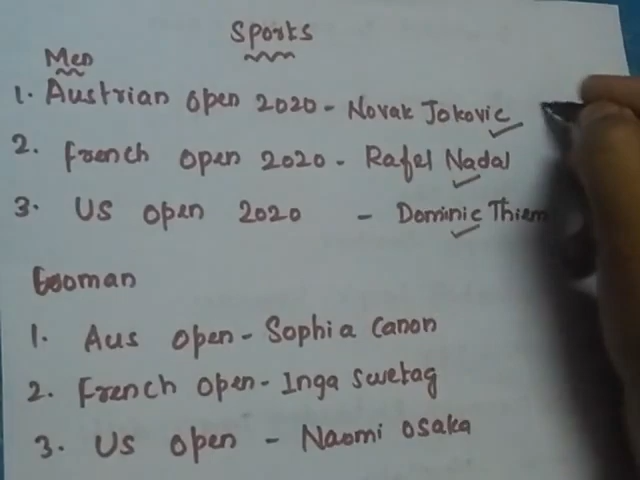 Sports
Men
1. Austrian open 2020 - Novak Jokovic
2. French open 2020 - Rafel Nadal
3. US open 2020 - Dominic Thiem
Wooman
1. Aus open - Sophia Canon
2. French open - Inga Swetag
3. US open - Naomi osaka